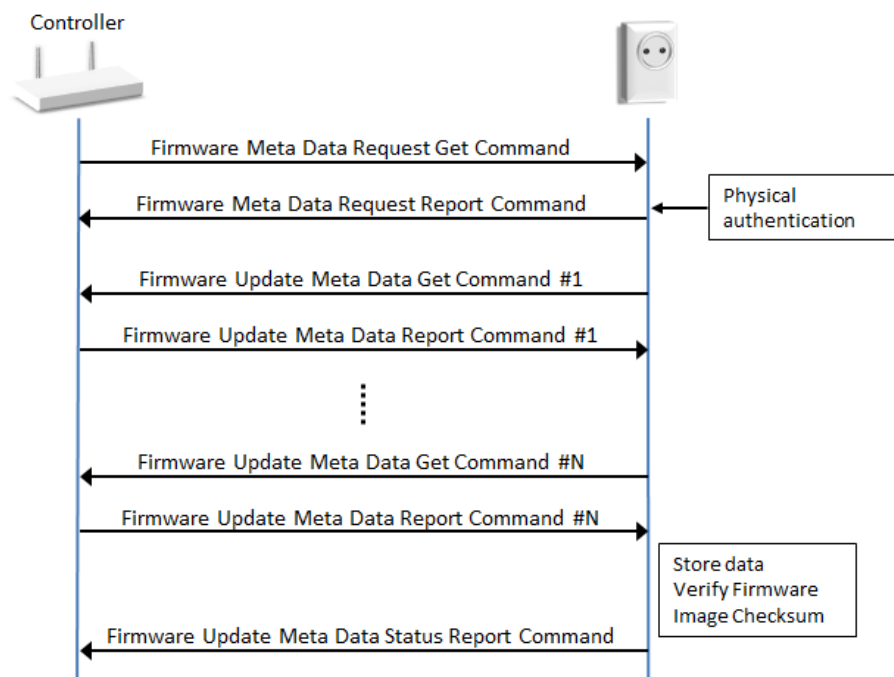 Controller
Firmware Meta Data Request Get Command
Firmware Meta Data Request Report Command
Physical
authentication
Firmware Update Meta Data Get Command #1
Firmware Update Meta Data Report Command #1
Firmware Update Meta Data Get Command #N
Firmware Update Meta Data Report Command #N
Store data
Verify Firmware
Image Checksum
Firmware Update Meta Data Status Report Command